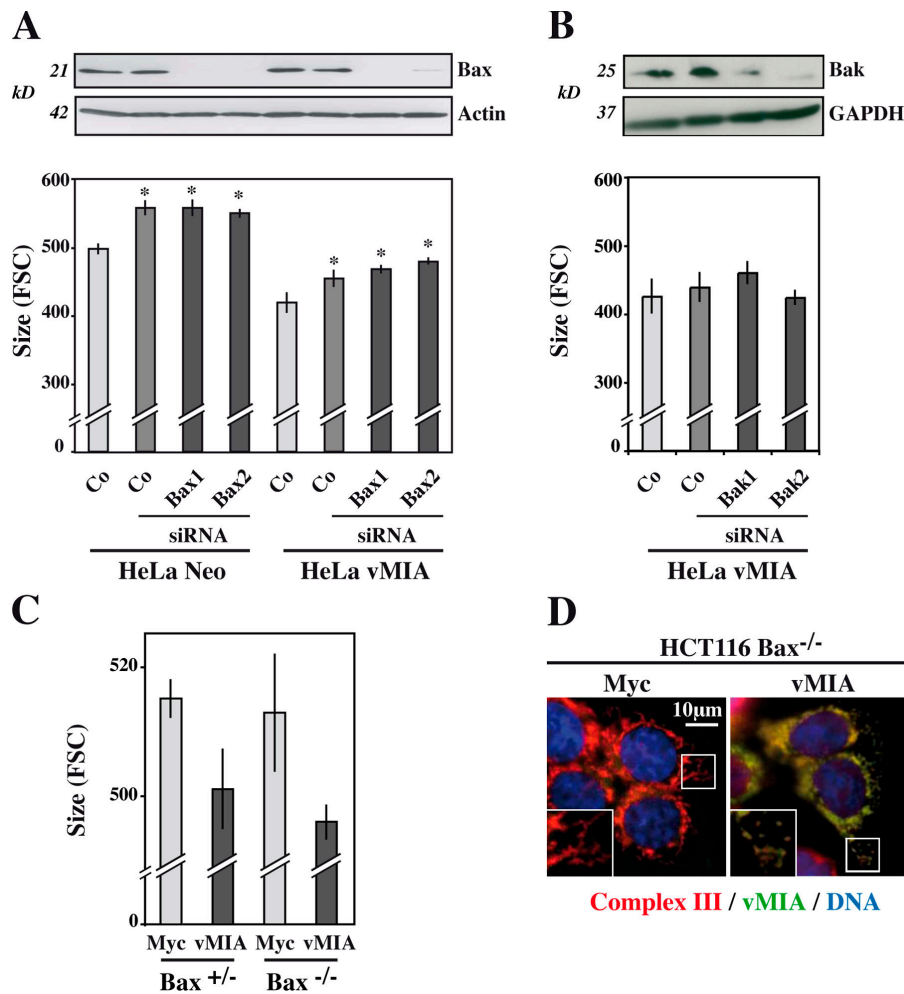 A
21
kD
42
Bax
Actin
Size (FSC)
600
500
400
300
0
* * * * * *
Co Co Bax1 Bax2 Co Co Bax1 Bax2
siRNA siRNA
HeLa Neo HeLa vMIA
B
25
kD
37
Bak
GAPDH
Size (FSC)
600
500
400
300
0
Co Co Bak1 Bak2
siRNA
HeLa vMIA
C
Size (FSC)
520
500
0
Myc vMIA Myc vMIA
Bax +/- Bax -/-
D
HCT116 Bax-/-
Myc vMIA
10µm
Complex III / vMIA / DNA